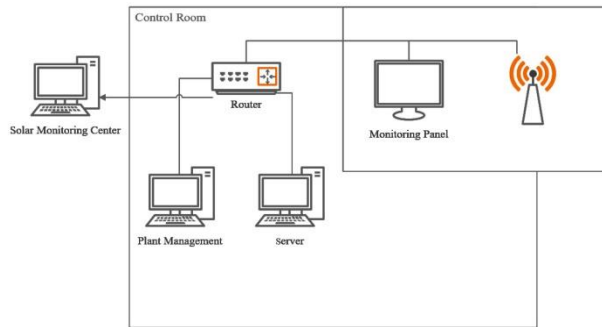 Control Room
Router
Solar Monitoring Center
Monitoring Panel
Plant Management
Server